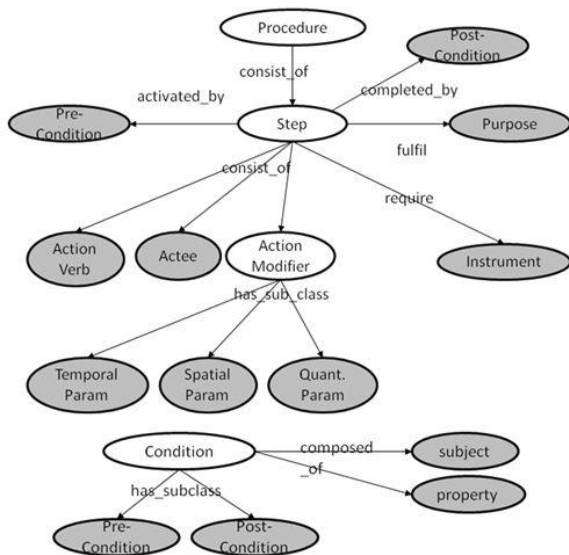 Procedure
Post-
Condition
consist_of
activated_by
completed_by
Pre-
Condition
Step
Purpose
fulfil
consist_of
require
Action
Verb
Actee
Action
Modifier
Instrument
has_sub_class
Temporal
Param
Spatial
Param
Quant.
Param
Condition
composed
_of
subject
property
has_subclass
Pre-
Condition
Post-
Condition